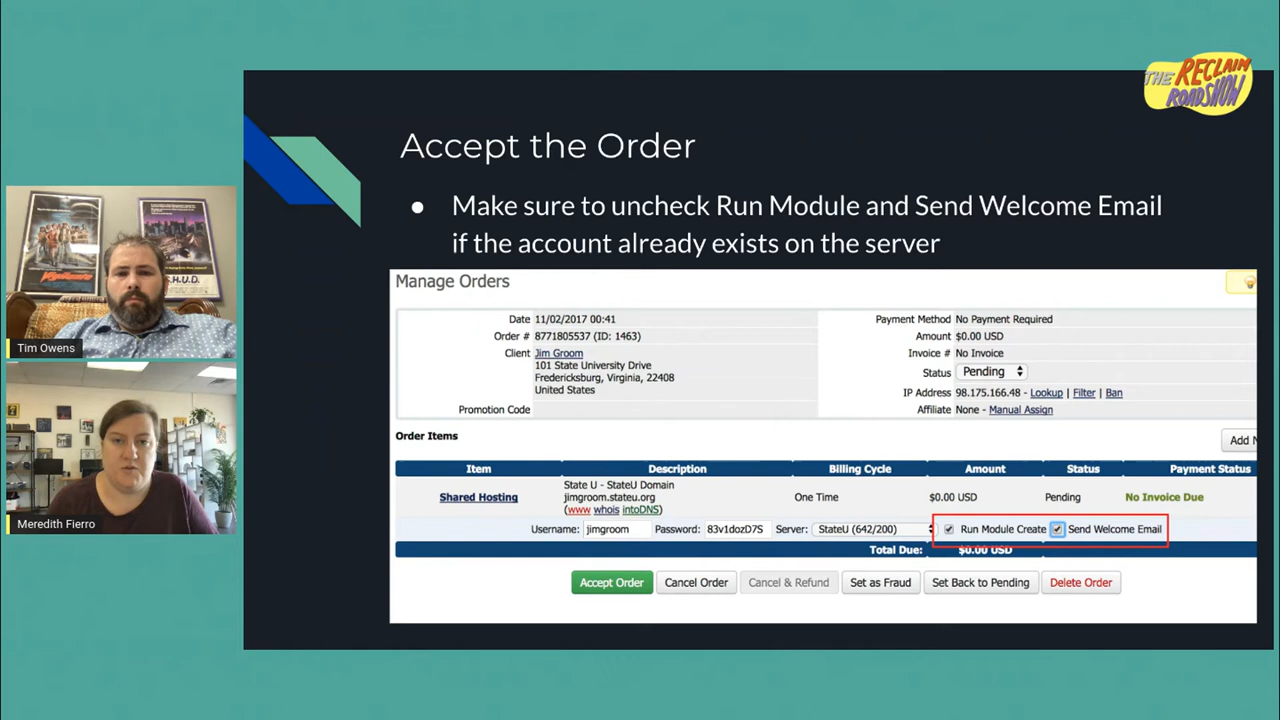 THE RECLAIM
ROADSHOW
Accept the Order
● Make sure to uncheck Run Module and Send Welcome Email
if the account already exists on the server
Manage Orders
Date 11/02/2017 00:41
Order # 8771805537 (ID: 1463)
Client Jim Groom
101 State University Drive
Fredericksburg, Virginia, 22408
United States
Promotion Code
Payment Method No Payment Required
Amount $0.00 USD
Invoice # No Invoice
Status Pending
IP Address 98.175.166.48 - Lookup | Filter | Ban
Affiliate None - Manual Assign
Order Items
Add N
Item Description Billing Cycle Amount Status Payment Status
Shared Hosting State U - StateU Domain
jimgroom.stateu.org
(www whois intoDNS)
One Time $0.00 USD Pending No Invoice Due
Username: jimgroom Password: 83v1dozD7S Server: StateU (642/200) Run Module Create Send Welcome Email
Total Due: $0.00 USD
Accept Order Cancel Order Cancel & Refund Set as Fraud Set Back to Pending Delete Order
C.H.U.D.
Tim Owens
Meredith Fierro